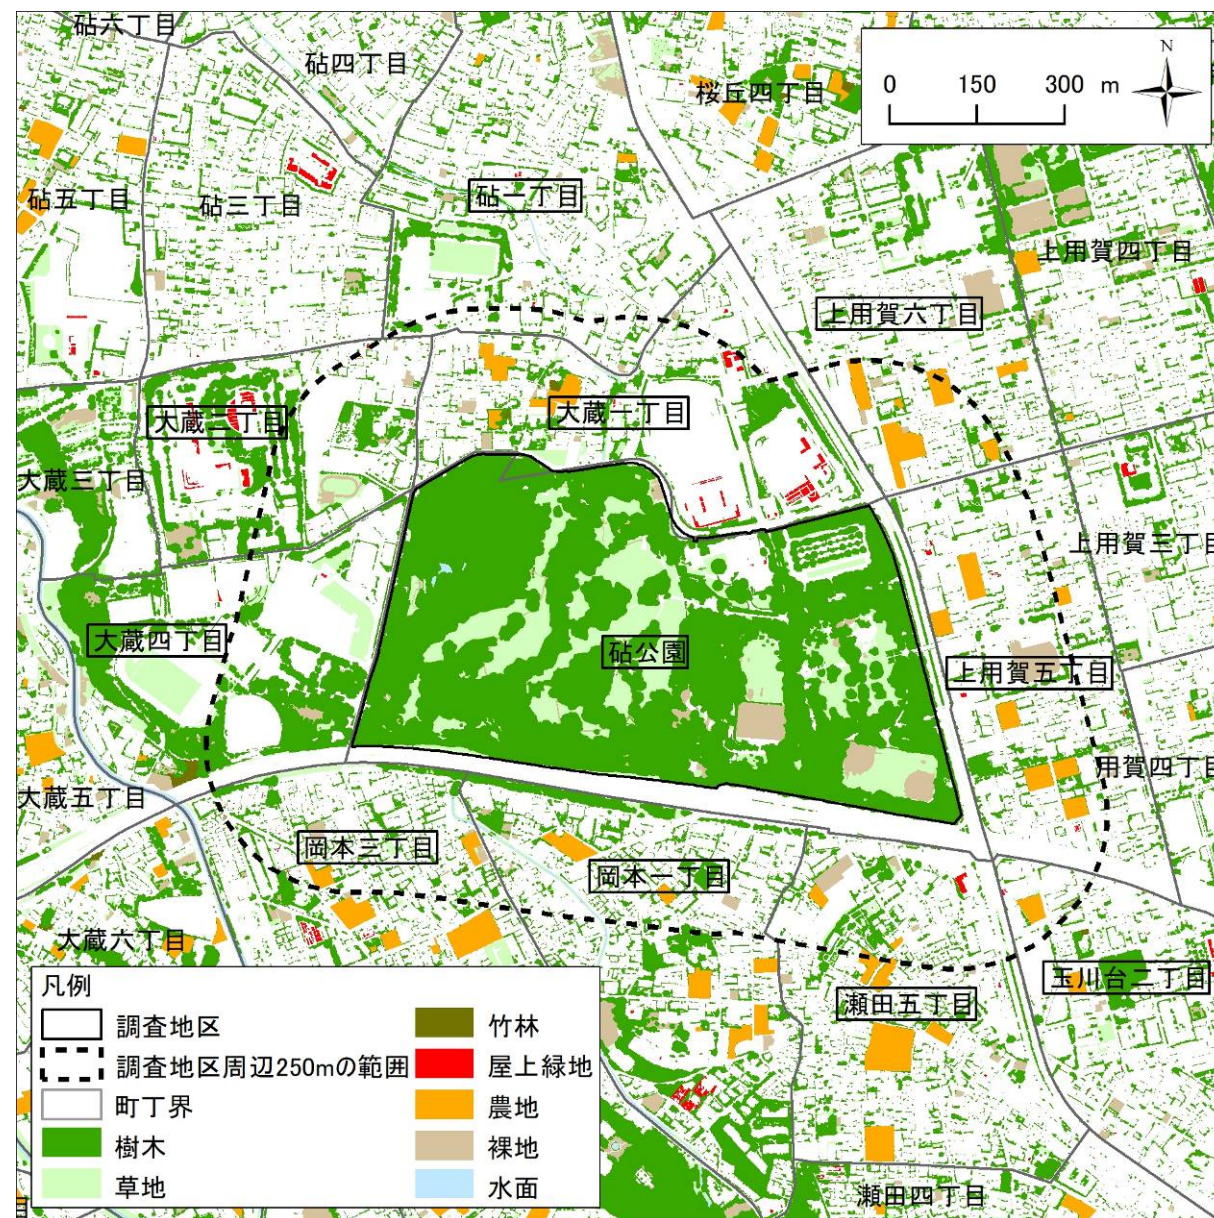 砧六丁目
砧四丁目
桜丘四丁目
N
0 150 300 m
砧五丁目
砧三丁目
砧一丁目
上用賀四丁目
上用賀六丁目
大蔵二丁目
大蔵一丁目
大蔵三丁目
上用賀三丁目
大蔵四丁目
砧公園
上用賀五丁目
用賀四丁目
大蔵五丁目
岡本三丁目
岡本一丁目
大蔵六丁目
瀬田五丁目
玉川台二丁目
瀬田四丁目
凡例
調査地区
調査地区周辺250mの範囲
町丁界
樹木
草地
竹林
屋上緑地
農地
裸地
水面